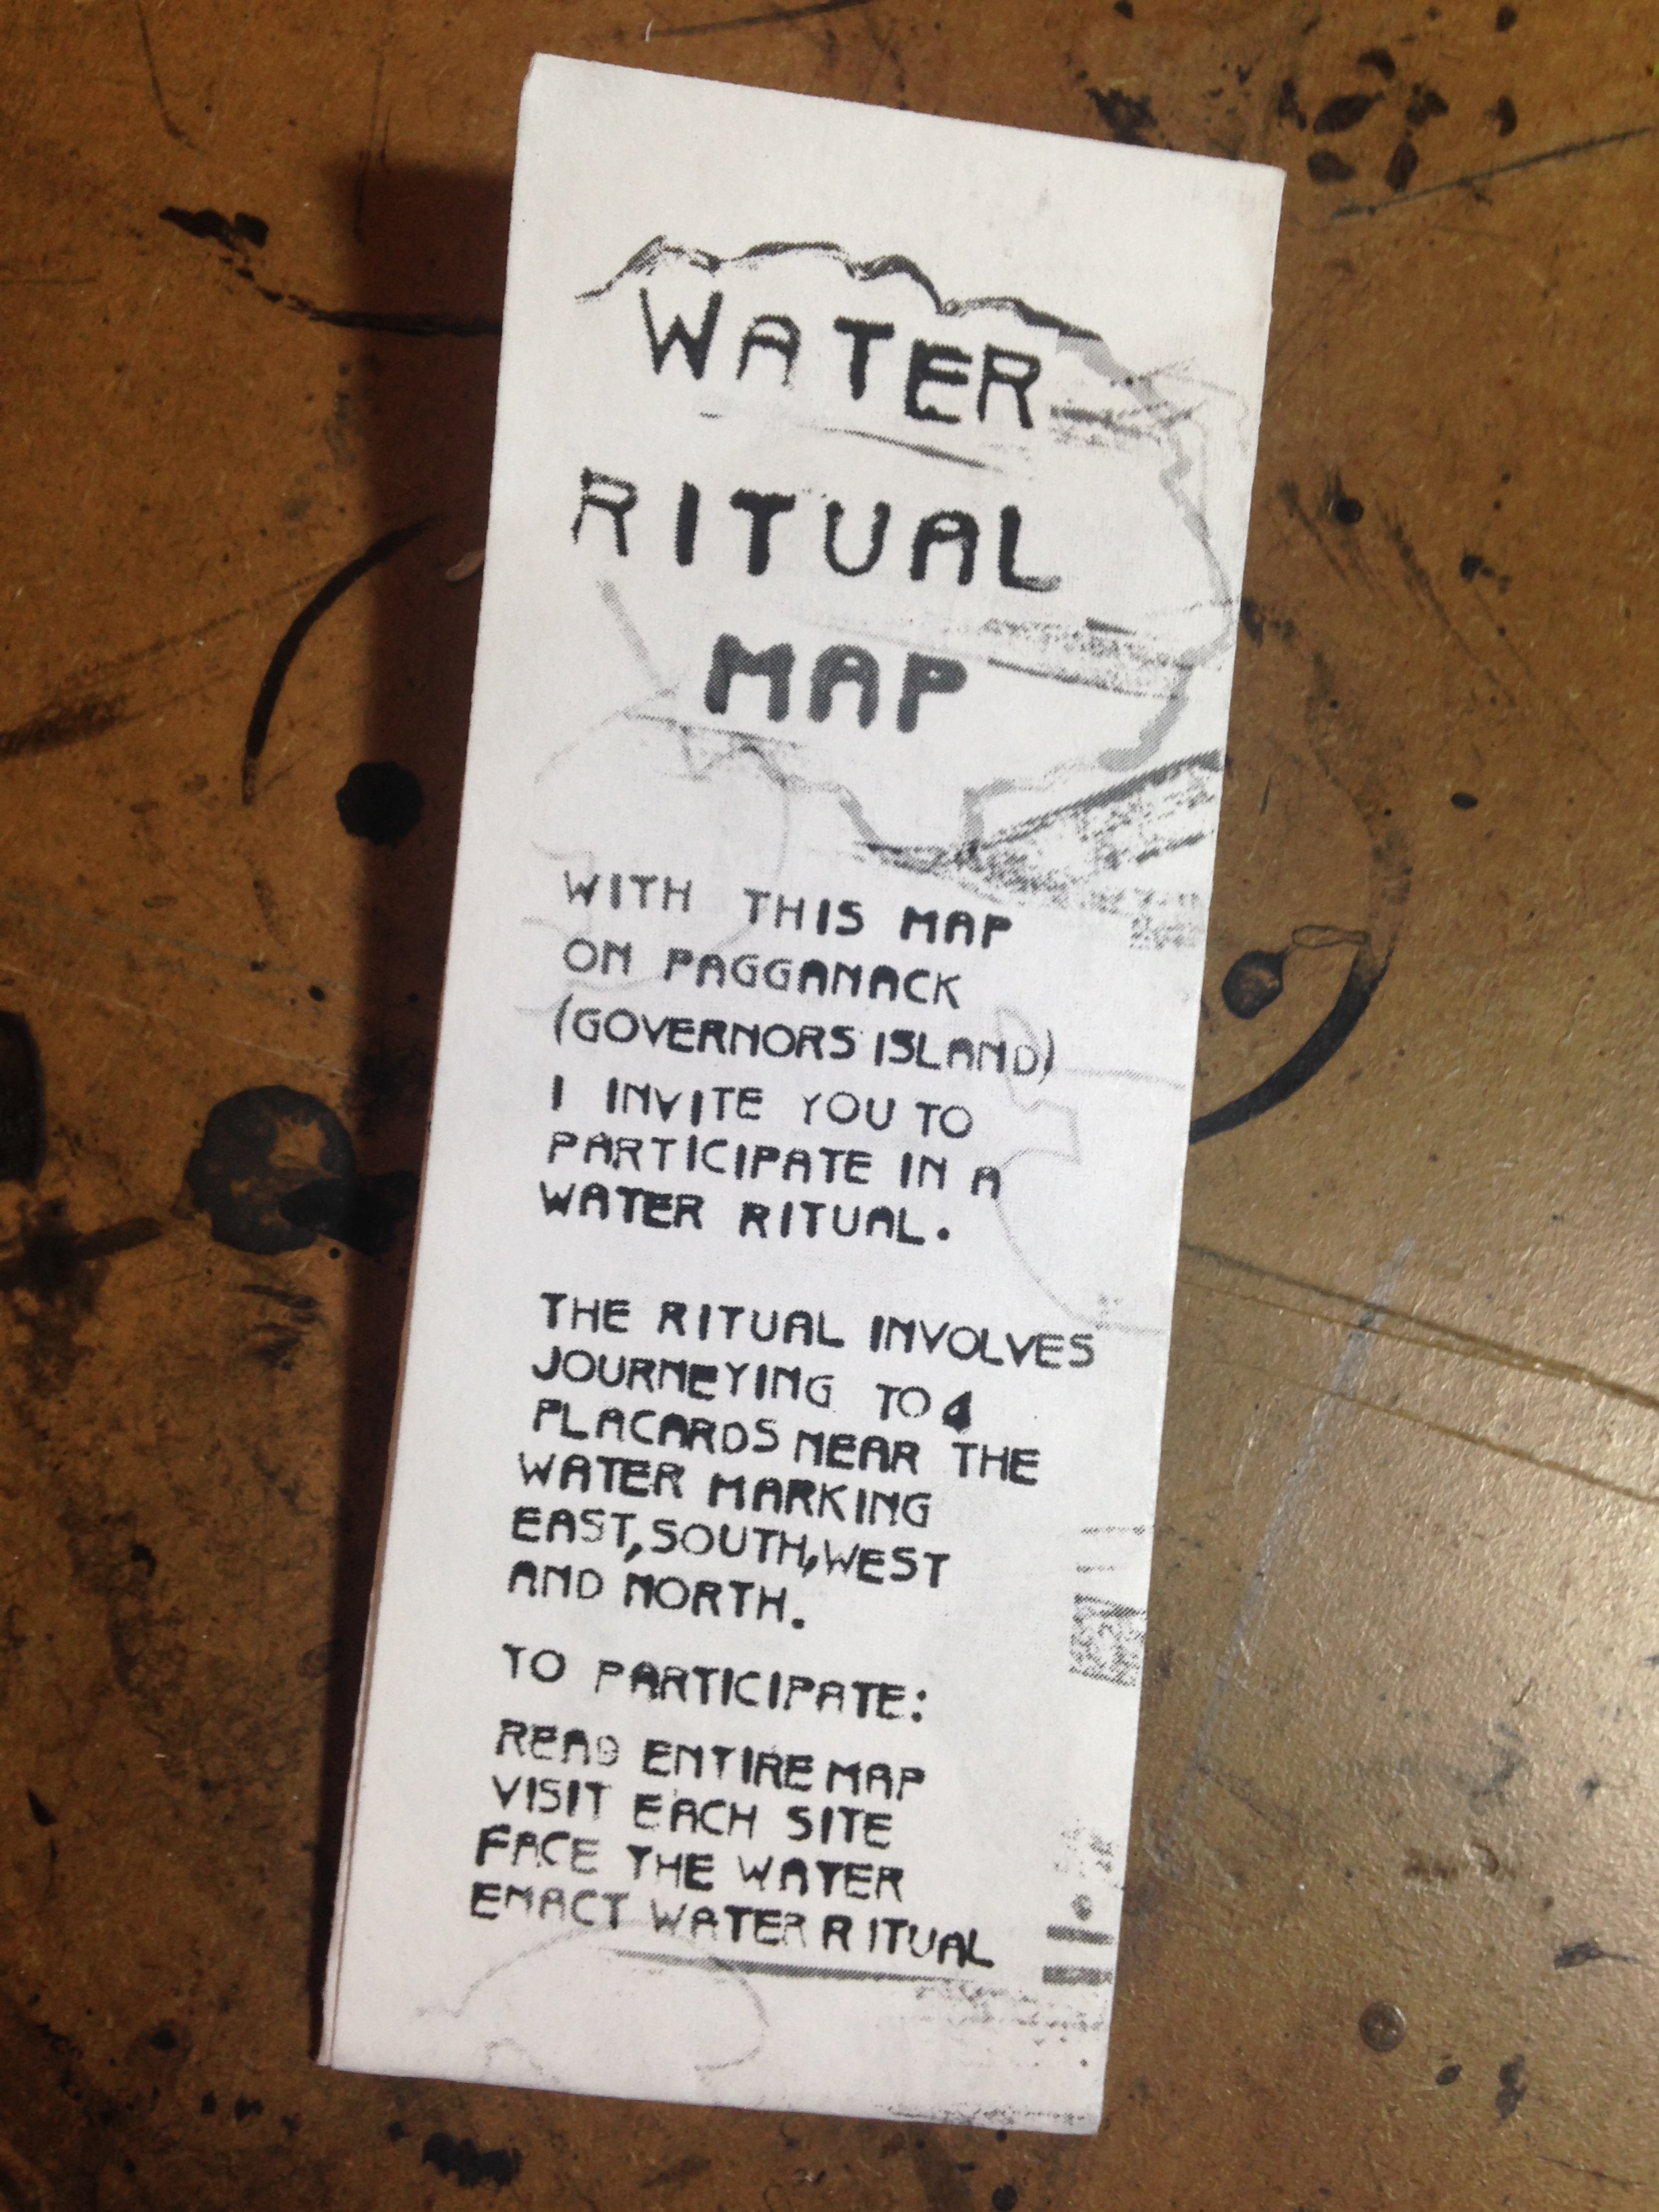 WATER
RITUAL
MAP
WITH THIS MAP
ON PAGGANACK
(GOVERNORS ISLAND)
I INVITE YOU TO
PARTICIPATE IN A
WATER RITUAL.
THE RITUAL INVOLVES
JOURNEYING TO 4
PLACARDS NEAR THE
WATER MARKING
EAST, SOUTH, WEST
AND NORTH.
TO PARTICIPATE:
READ ENTIRE MAP
VISIT EACH SITE
FACE THE WATER
ENACT WATER RITUAL